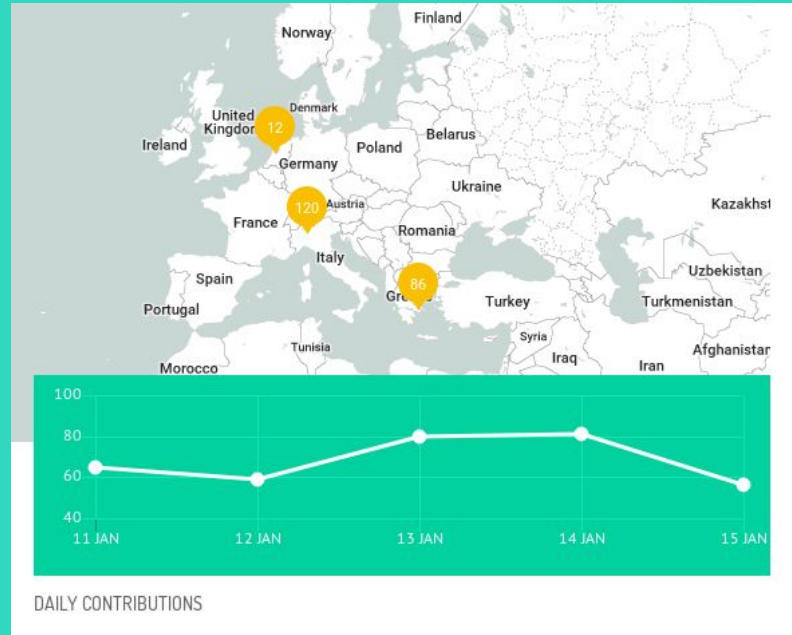 Finland
Norway
Denmark
United
12
Ireland
Poland
Belarus
Germany
Ukraine
120
Austria
Kazakhst
France
Romania
Italy
Uzbekistan
Spain
86
Turkey
Turkmenistan
Portugal
Syria
Tunisia
Afghanistan
Iraq
Iran
Morocco
100
80
60
40
11 JAN 12 JAN 13 JAN 14 JAN 15 JAN
DAILY CONTRIBUTIONS